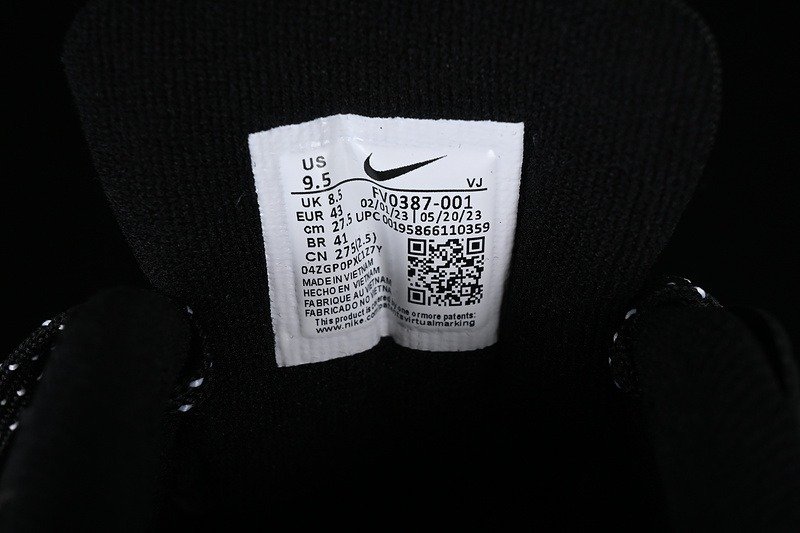 US
9.5
VJ
UK 8.5
FV0387-001
EUR 43
02/01/23 | 05/20/23
cm 27.5
UPC 00195866110359
BR 41
CN 275(2.5)
04ZGP0PXC1Z7Y
MADE IN VIETNAM
HECHO EN VIETNAM
FABRIQUE AU VIETNAM
FABRICADO NO VIETNAM
This product is covered by one or more patents:
www.nike.com/patents virtualmarking